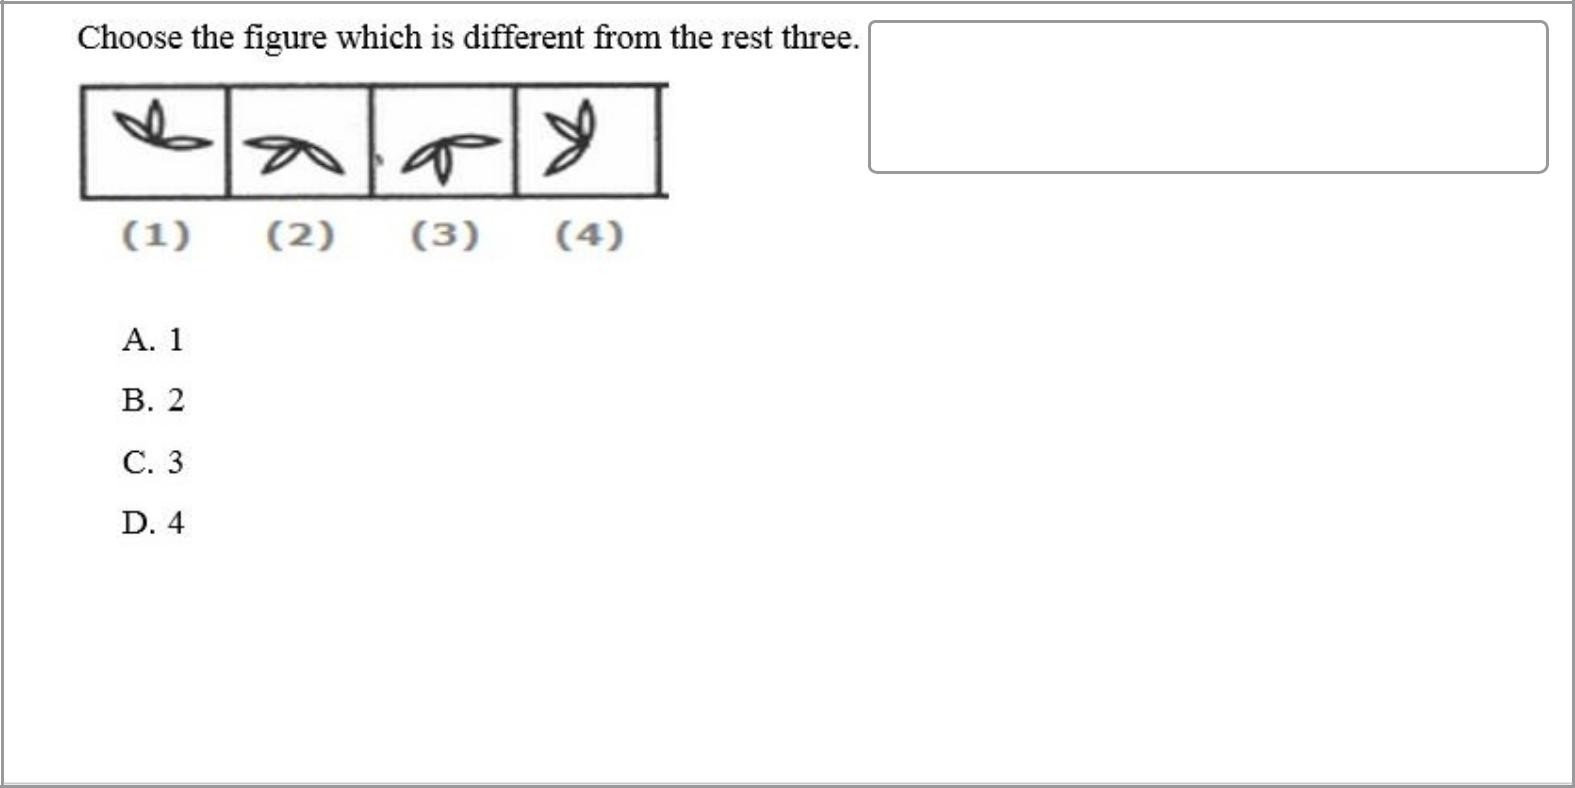 Choose the figure which is different from the rest three.
(1) (2) (3) (4)
A. 1
B. 2
C. 3
D. 4